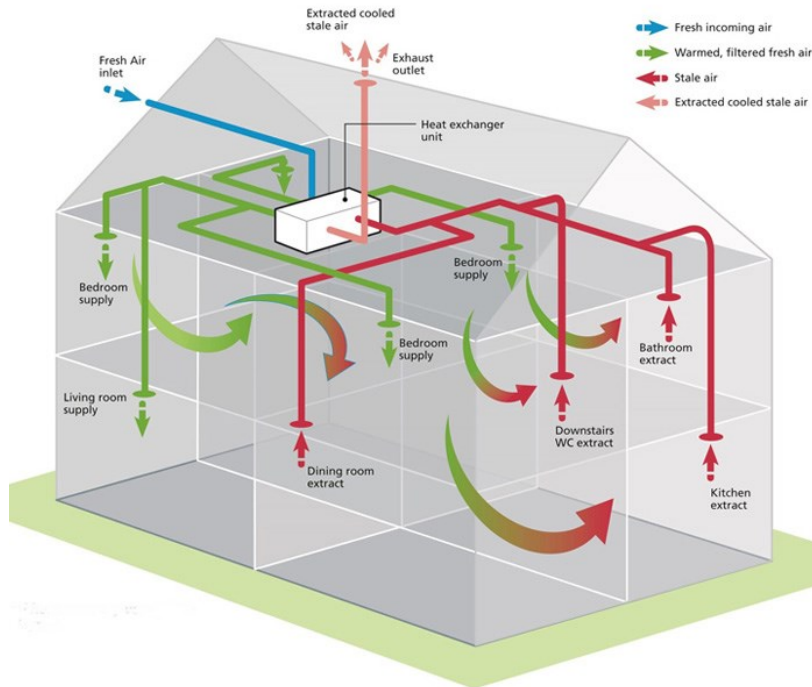 Extracted cooled
stale air
Exhaust
outlet
Fresh Air
inlet
Heat exchanger
unit
Fresh incoming air
Warmed, filtered fresh air
Stale air
Extracted cooled stale air
Bedroom
supply
Bedroom
supply
Bedroom
supply
Bathroom
extract
Living room
supply
Downstairs
WC extract
Dining room
extract
Kitchen
extract